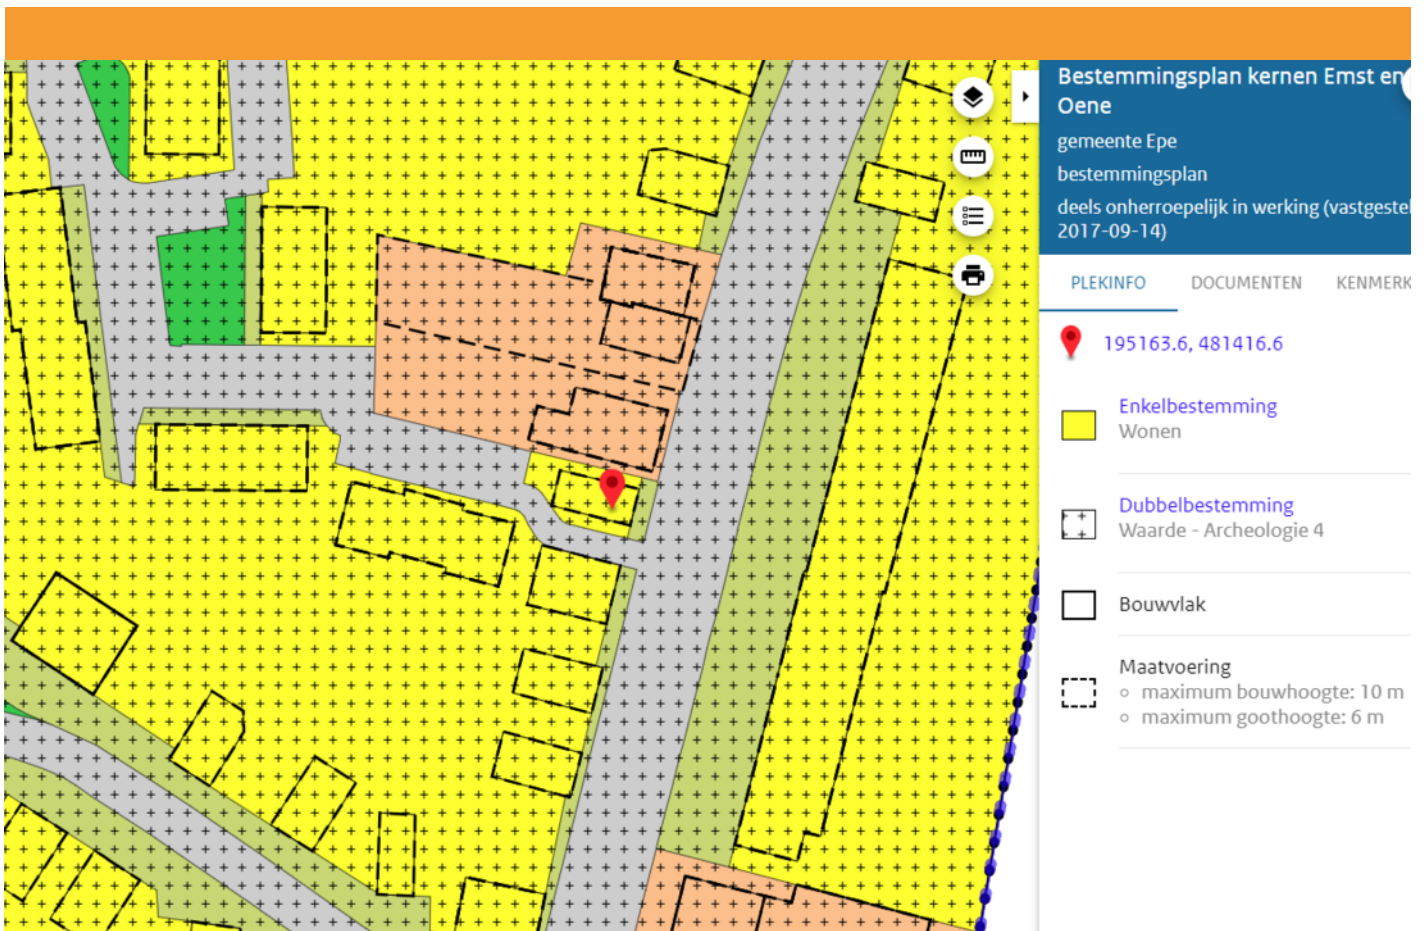 Bestemmingsplan kernen Emst en
Oene
gemeente Epe
bestemmingsplan
deels onherroepelijk in werking (vastgestel
2017-09-14)
PLEKINFO DOCUMENTEN KENMERK
195163.6, 481416.6
Enkelbestemming
Wonen
Dubbelbestemming
Waarde - Archeologie 4
Bouwvlak
Maatvoering
maximum bouwhoogte: 10 m
maximum goothoogte: 6 m